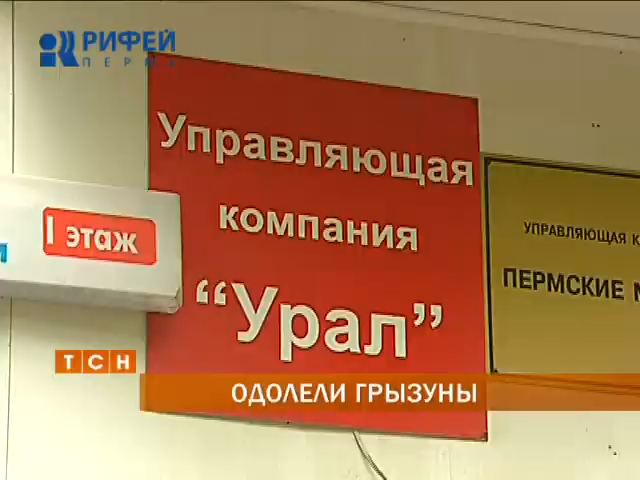 РИФЕЙ
ПЕРМЬ
Управляющая
компания
“Урал”
I этаж
УПРАВЛЯЮЩАЯ
ПЕРМСКИЕ
ТСН
ОДОЛЕЛИ ГРЫЗУНЫ